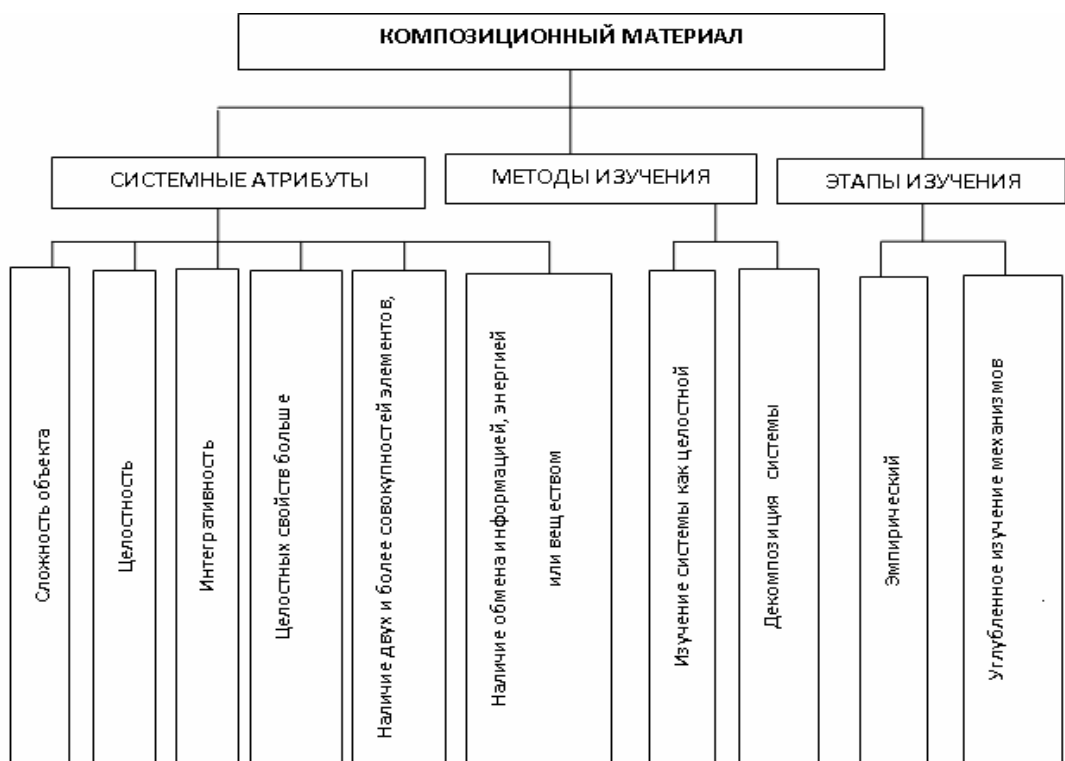 КОМПОЗИЦИОННЫЙ МАТЕРИАЛ
СИСТЕМНЫЕ АТРИБУТЫ
МЕТОДЫ ИЗУЧЕНИЯ
ЭТАПЫ ИЗУЧЕНИЯ
Сложность объекта
Целостность
Интегративность
Целостных свойств больше
Наличие двух и более совокупностей элементов,
Наличие обмена информацией, энергией
или веществом
Изучение системы как целостной
Декомпозиция системы
Эмпирический
Углубленное изучение механизмов